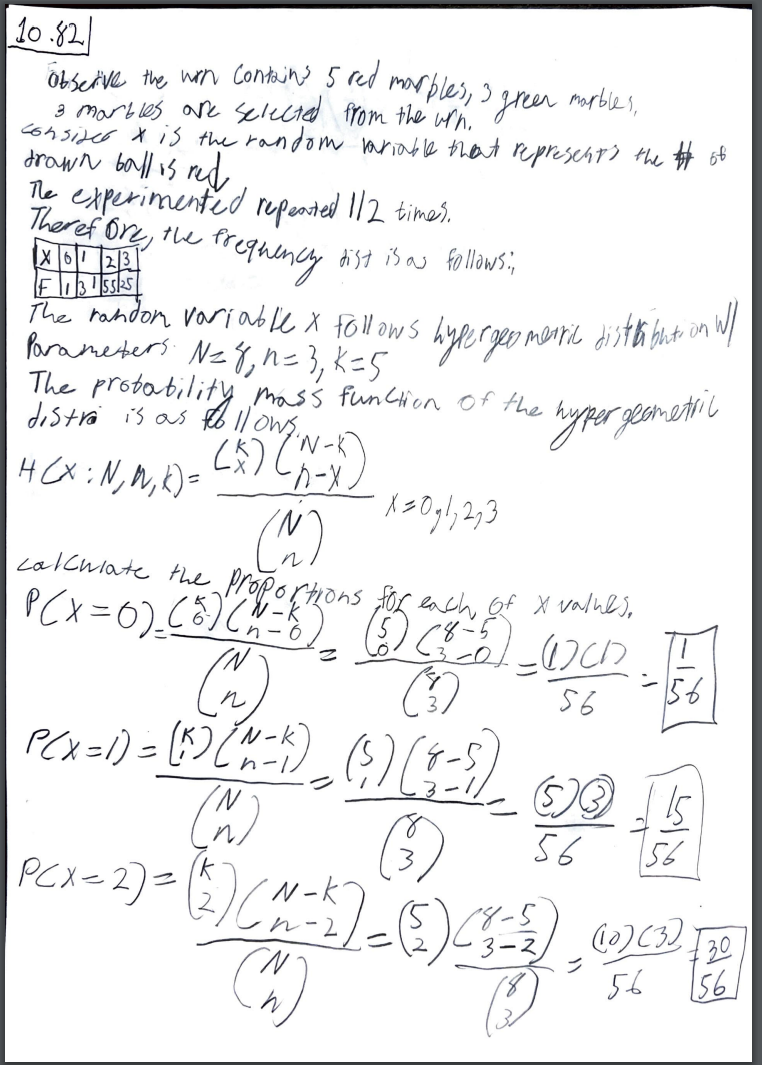 10.82
Observe the urn contains 5 red marbles, 3 green marbles,
3 marbles are selected from the urn.
consider x is the random variable that represents the # of
drawn ball is red
The experimented repeated 112 times.
Therefore, the frequency dist is as follows:,
X 0 1 2 3
F 1 31 55 25
The random variable x follows hypergeometric distribution w/
Parameters N=8, n=3, K=5
The probability mass function of the hypergeometric
distri is as follows
H(x: N, n, k) = (K x) (N-K n-x) / (N n) x=0,1,2,3
calculate the proportions for each of x values.
P(X=0) = (K 0) (N-K n-0) / (N n) = (5 0) (8-5 3-0) / (8 3) = (1)(1) / 56 = 1/56
P(X=1) = (K 1) (N-K n-1) / (N n) = (5 1) (8-5 3-1) / (8 3) = (5)(3) / 56 = 15/56
P(X=2) = (K 2) (N-K n-2) / (N n) = (5 2) (8-5 3-2) / (8 3) = (10)(3) / 56 = 30/56